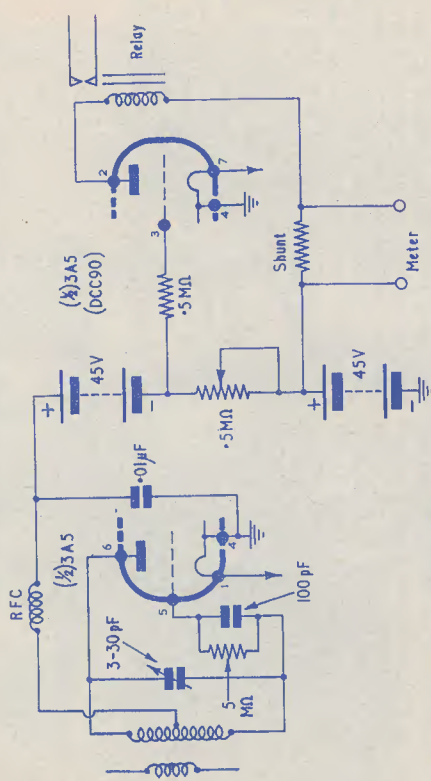 RFC
(½)3A5
3-30pF
6
5
1
4
·01µF
5
MΩ
100pF
+
45V
-
·5MΩ
+
45V
-
(½)3A5
(DCC90)
·5MΩ
3
2
7
4
Relay
Shunt
Meter